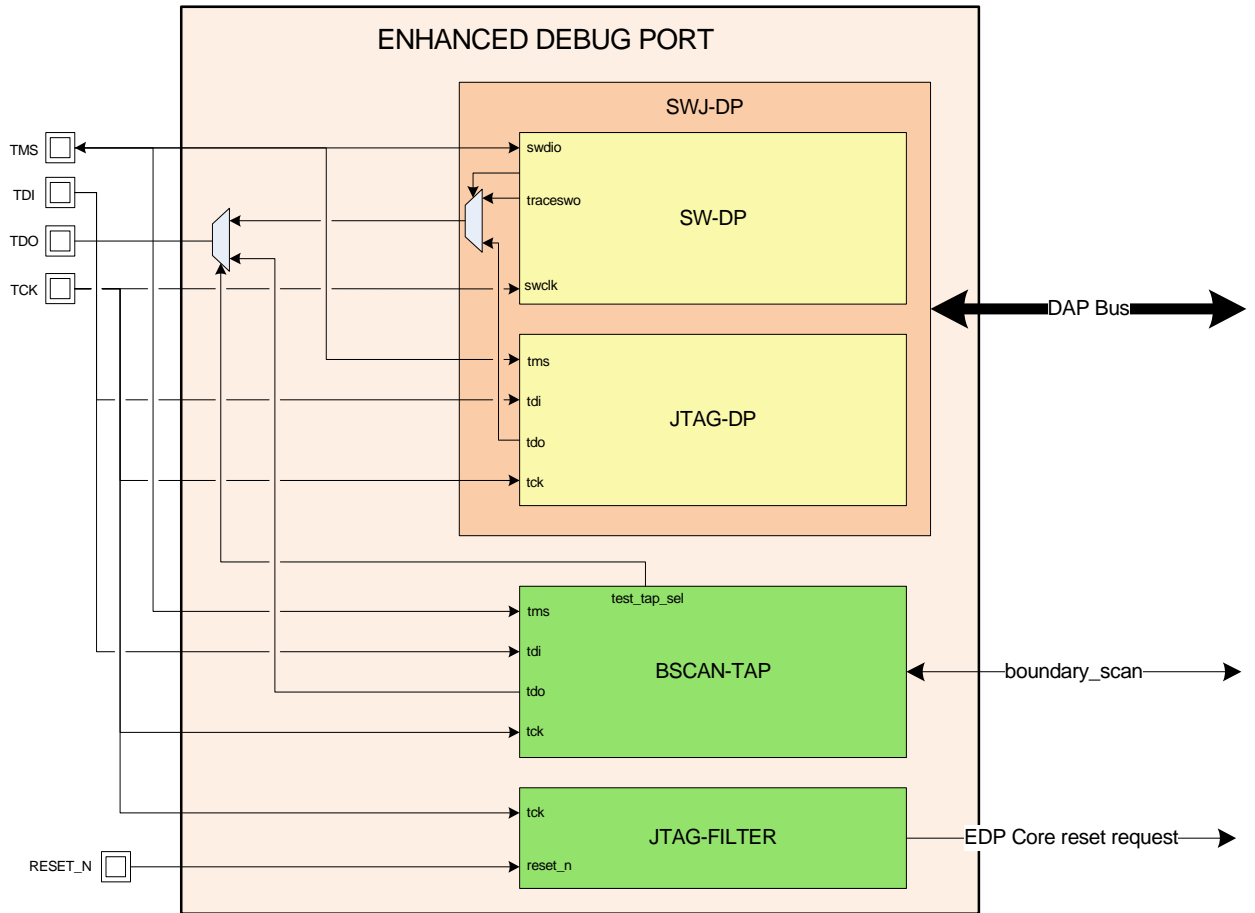 ENHANCED DEBUG PORT
SWJ-DP
TMS
swdio
TDI
traceswo
SW-DP
TDO
TCK
swclk
DAP Bus
tms
tdi
JTAG-DP
tdo
tck
test_tap_sel
tms
tdi
BSCAN-TAP
boundary_scan
tdo
tck
tck
JTAG-FILTER
EDP Core reset request
RESET_N
reset_n